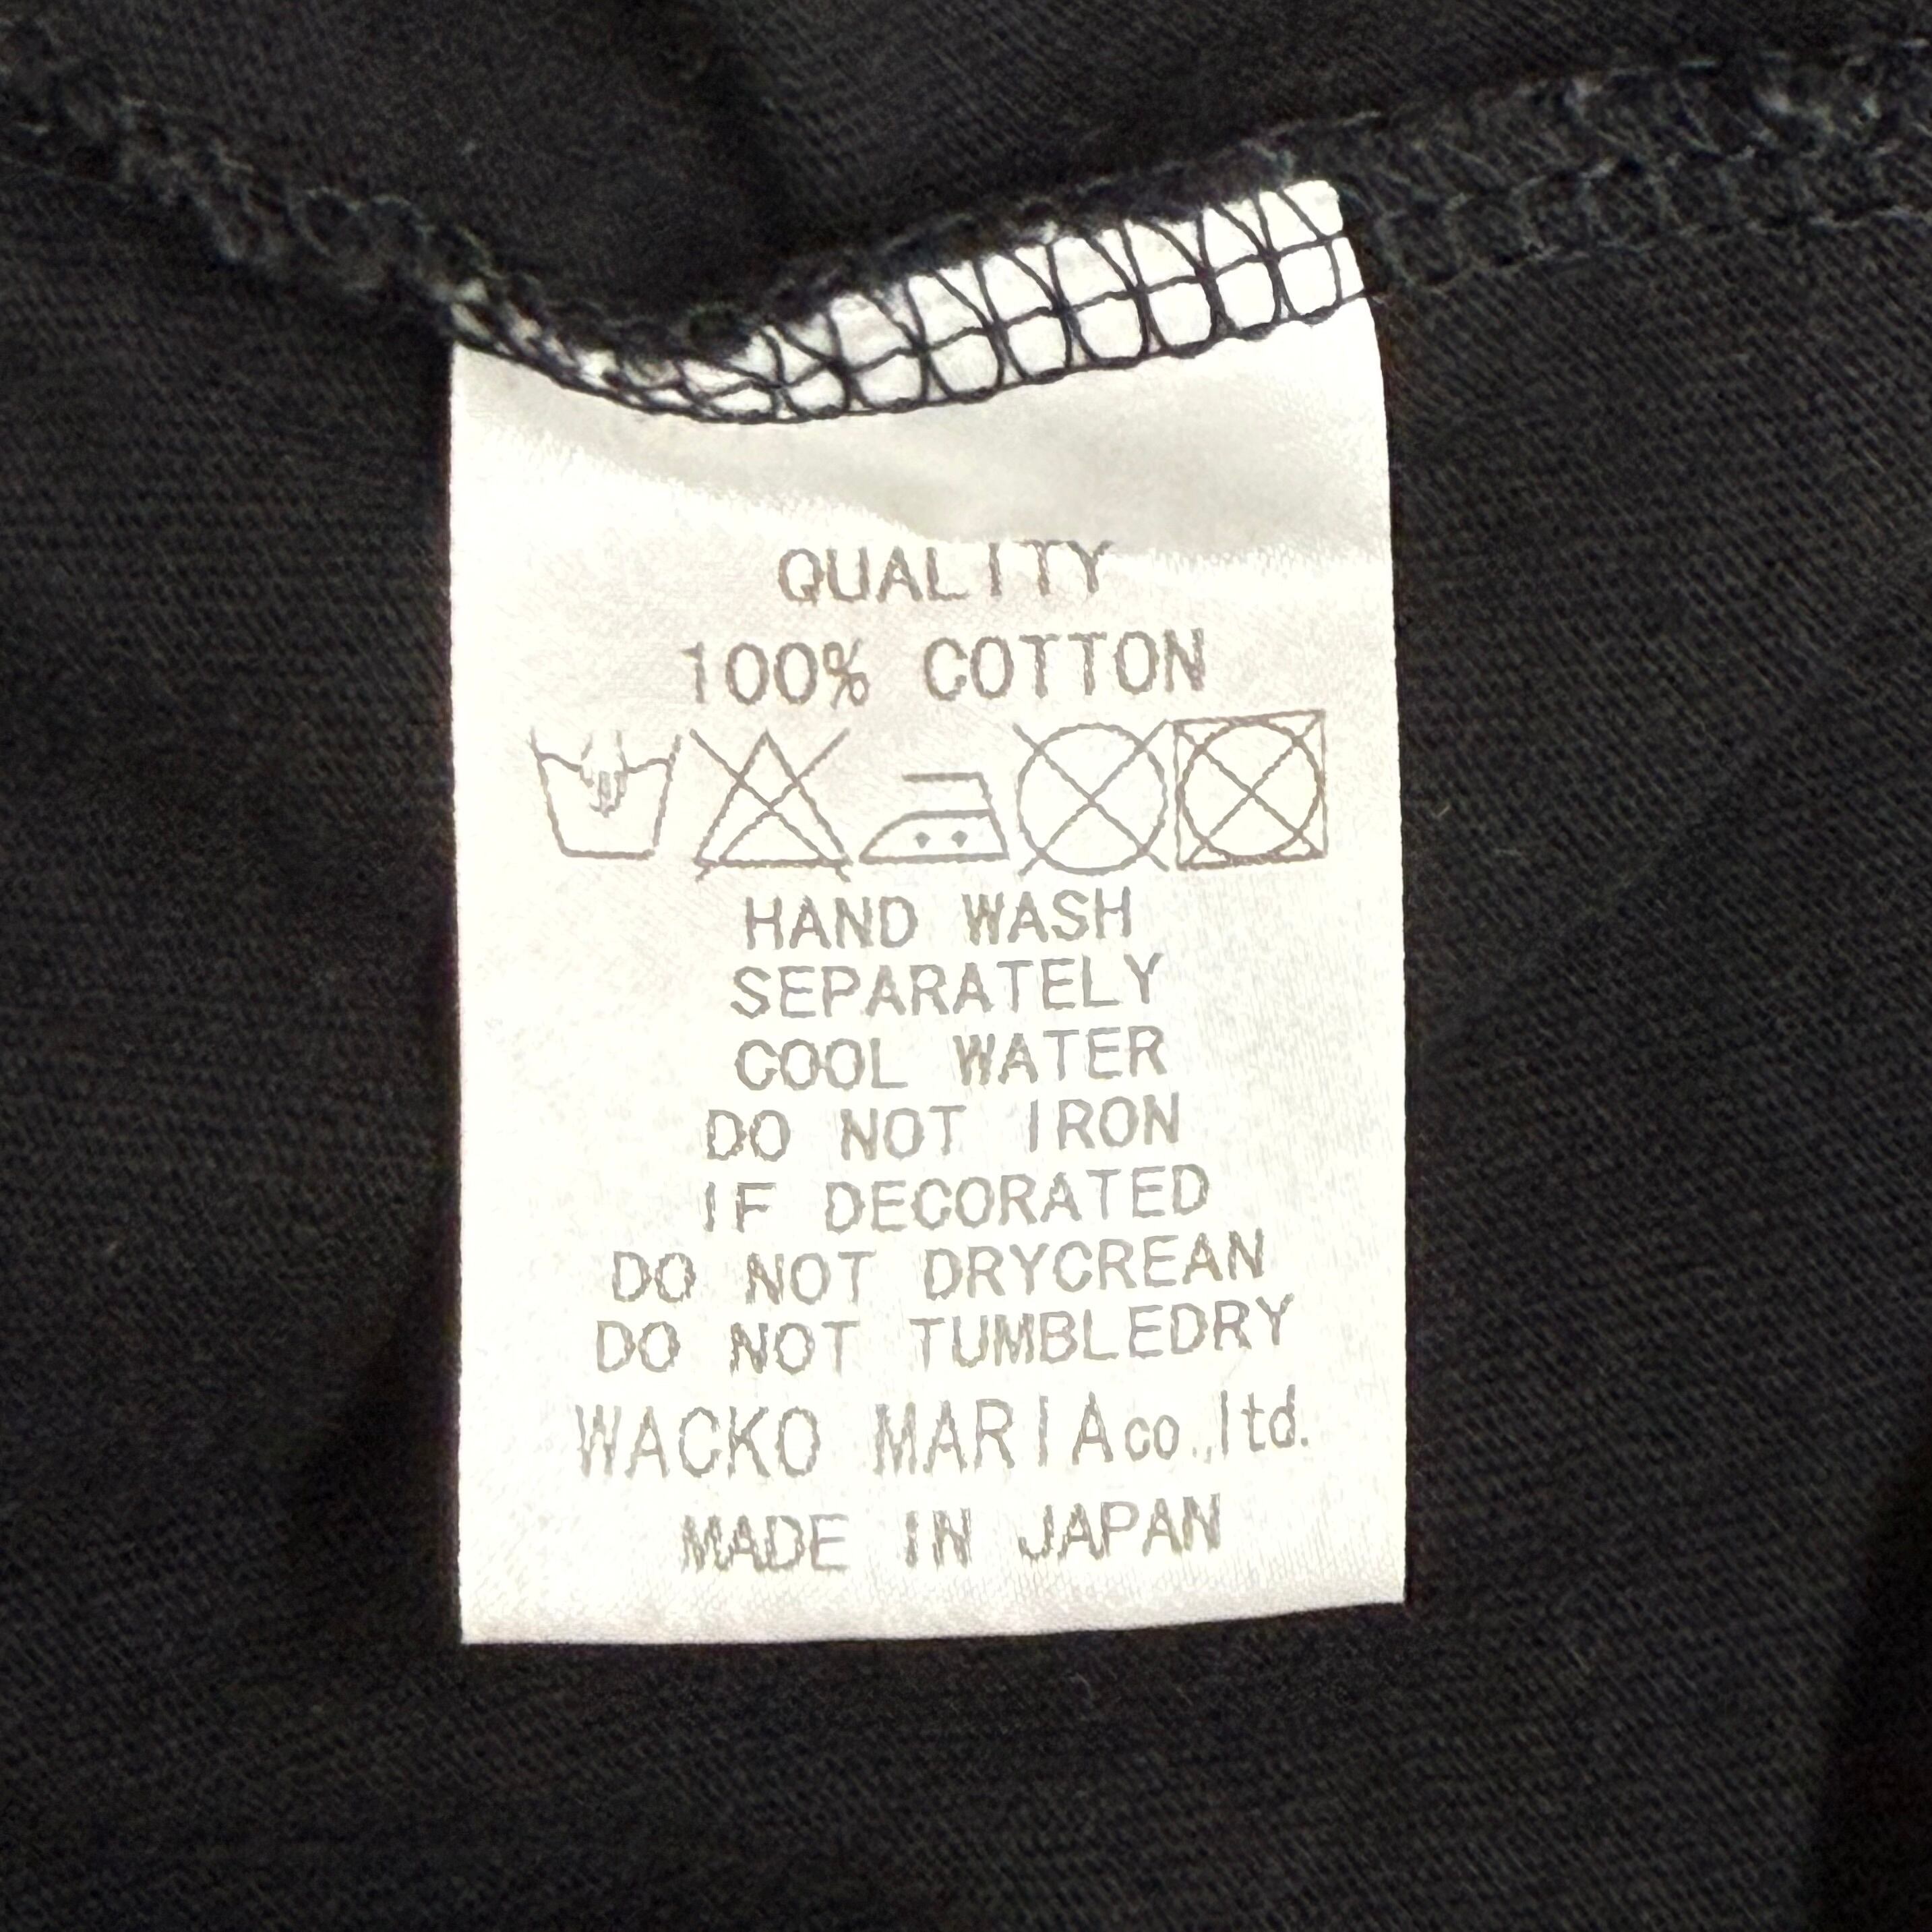 QUALITY
100% COTTON
HAND WASH
SEPARATELY
COOL WATER
DO NOT IRON
IF DECORATED
DO NOT DRYCREAN
DO NOT TUMBLEDRY
WACKO MARIAco.,ltd.
MADE IN JAPAN